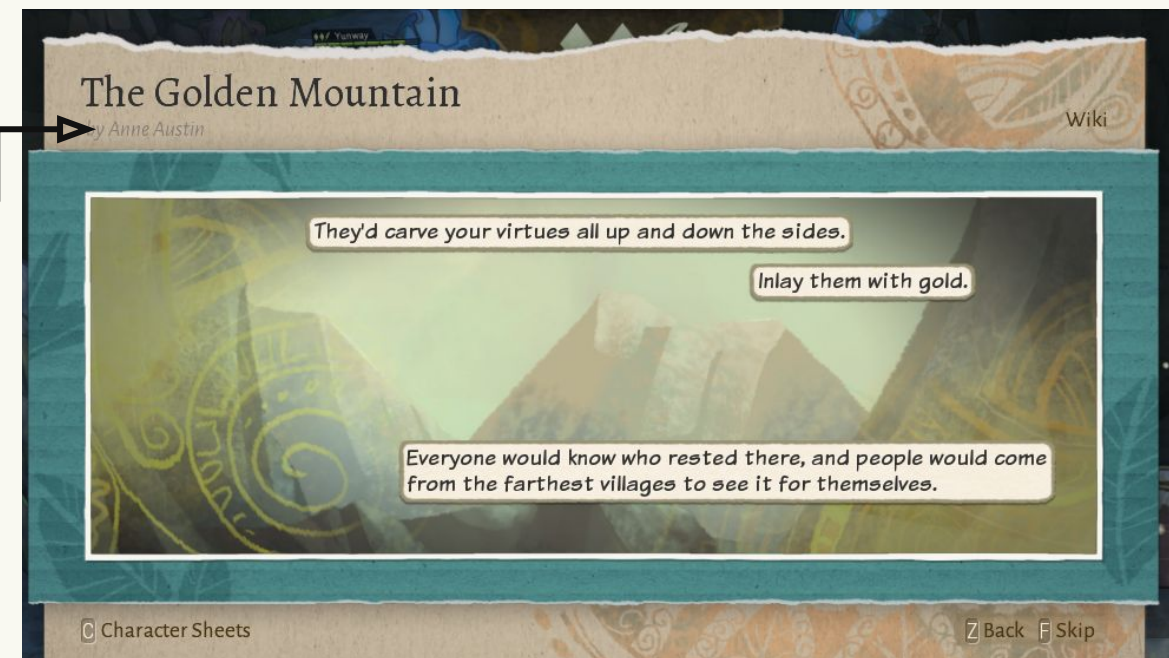 Yunway
The Golden Mountain
by Anne Austin
Wiki
They'd carve your virtues all up and down the sides.
Inlay them with gold.
Everyone would know who rested there, and people would come
from the farthest villages to see it for themselves.
C Character Sheets
Z Back F Skip